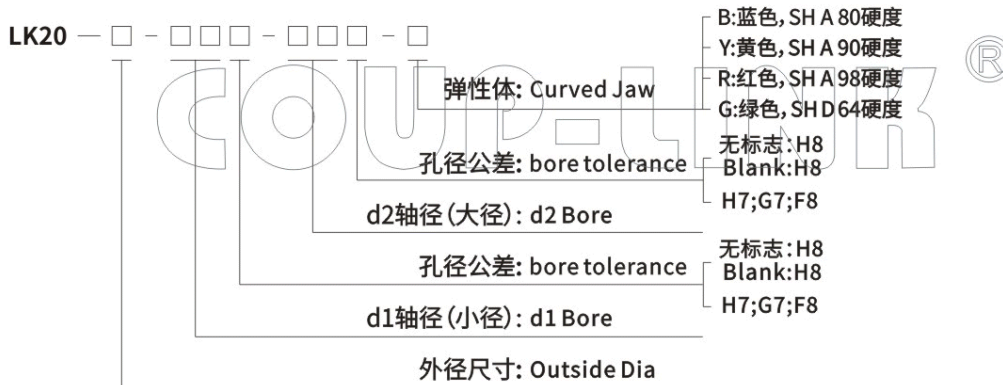 LK20 — □ - □□□ - □□□ - □
B:蓝色, SH A 80硬度
Y:黄色, SH A 90硬度
R:红色, SH A 98硬度
G:绿色, SH D 64硬度
弹性体: Curved Jaw
COUP-LINK ®
无标志:H8
Blank:H8
H7;G7;F8
孔径公差: bore tolerance
d2轴径(大径): d2 Bore
无标志:H8
Blank:H8
H7;G7;F8
孔径公差: bore tolerance
d1轴径(小径): d1 Bore
外径尺寸: Outside Dia